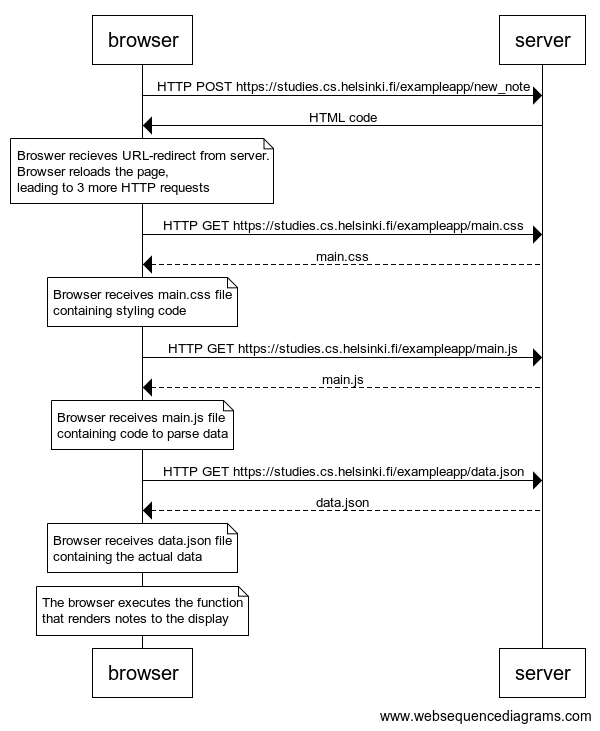 browser
server
HTTP POST https://studies.cs.helsinki.fi/exampleapp/new_note
HTML code
Broswer recieves URL-redirect from server.
Browser reloads the page,
leading to 3 more HTTP requests
HTTP GET https://studies.cs.helsinki.fi/exampleapp/main.css
main.css
Browser receives main.css file
containing styling code
HTTP GET https://studies.cs.helsinki.fi/exampleapp/main.js
main.js
Browser receives main.js file
containing code to parse data
HTTP GET https://studies.cs.helsinki.fi/exampleapp/data.json
data.json
Browser receives data.json file
containing the actual data
The browser executes the function
that renders notes to the display
browser
server
www.websequencediagrams.com